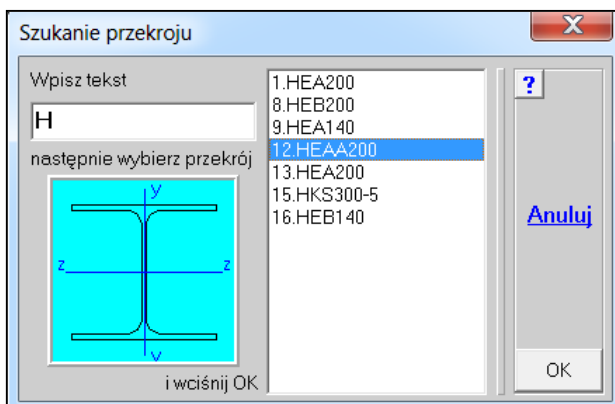 Szukanie przekroju
X
Wpisz tekst
H
następnie wybierz przekrój
y
z
z
y
i wciśnij OK
1.HEA200
8.HEB200
9.HEA140
12.HEAA200
13.HEA200
15.HKS300-5
16.HEB140
?
Anuluj
OK